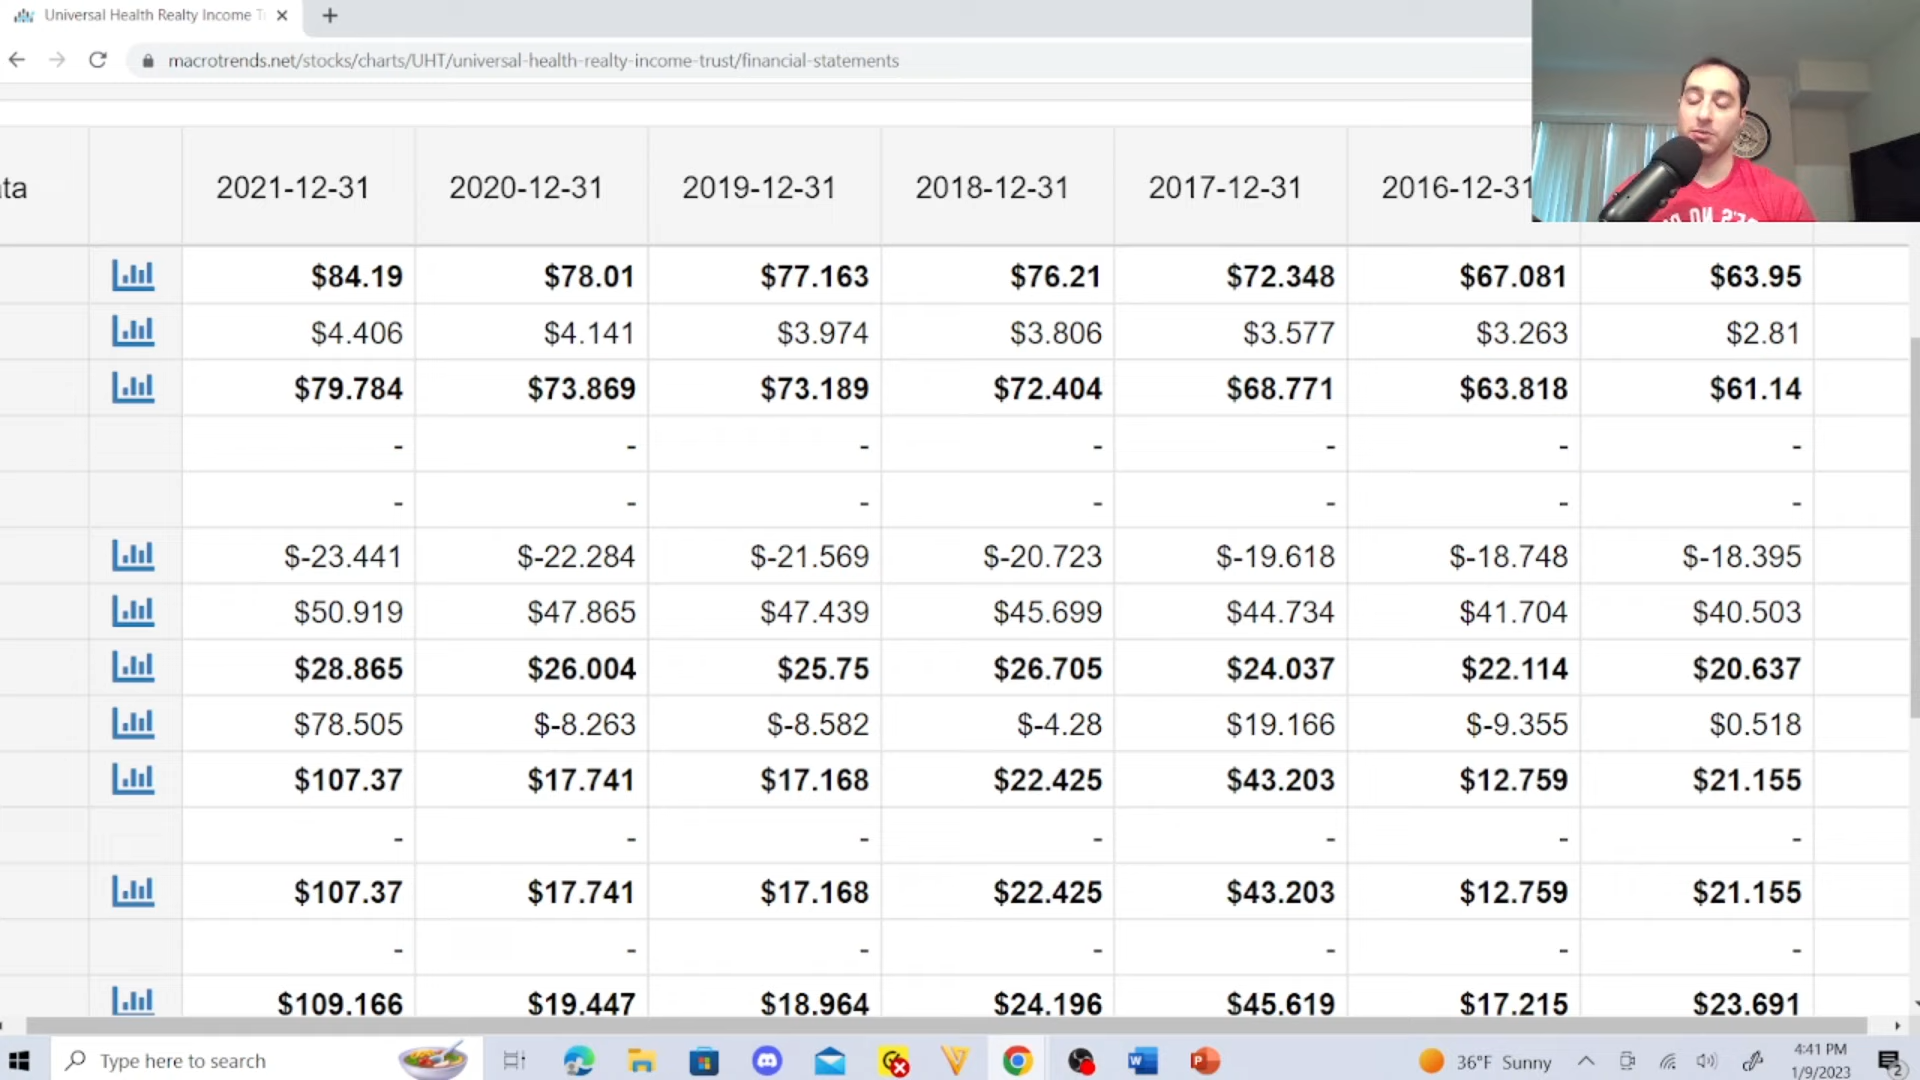 Universal Health Realty Income T
macrotrends.net/stocks/charts/UHT/universal-health-realty-income-trust/financial-statements
ta 2021-12-31 2020-12-31 2019-12-31 2018-12-31 2017-12-31 2016-12-31
$84.19 $78.01 $77.163 $76.21 $72.348 $67.081 $63.95
$4.406 $4.141 $3.974 $3.806 $3.577 $3.263 $2.81
$79.784 $73.869 $73.189 $72.404 $68.771 $63.818 $61.14
- - - - - - -
- - - - - - -
$-23.441 $-22.284 $-21.569 $-20.723 $-19.618 $-18.748 $-18.395
$50.919 $47.865 $47.439 $45.699 $44.734 $41.704 $40.503
$28.865 $26.004 $25.75 $26.705 $24.037 $22.114 $20.637
$78.505 $-8.263 $-8.582 $-4.28 $19.166 $-9.355 $0.518
$107.37 $17.741 $17.168 $22.425 $43.203 $12.759 $21.155
- - - - - - -
$107.37 $17.741 $17.168 $22.425 $43.203 $12.759 $21.155
- - - - - - -
$109.166 $19.447 $18.964 $24.196 $45.619 $17.215 $23.691
Type here to search
36°F Sunny
4:41 PM
1/9/2023
2